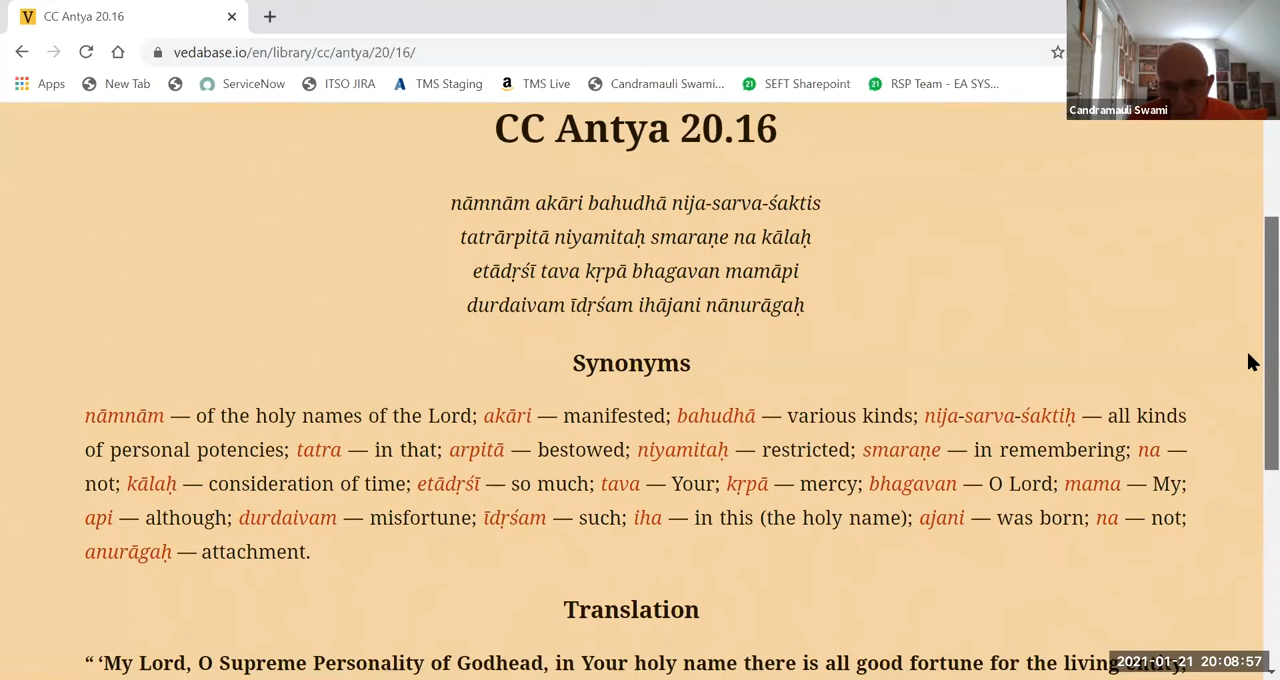 CC Antya 20.16
vedabase.io/en/library/cc/antya/20/16/
Apps New Tab ServiceNow ITSO JIRA TMS Staging TMS Live Candramauli Swami... SEFT Sharepoint RSP Team - EA SYS...
Candramauli Swami
CC Antya 20.16
nāmnām akāri bahudhā nija-sarva-śaktis
tatrārpitā niyamitaḥ smaraṇe na kālaḥ
etādṛśī tava kṛpā bhagavan mamāpi
durdaivam īdṛśam ihājani nānurāgaḥ
Synonyms
nāmnām — of the holy names of the Lord; akāri — manifested; bahudhā — various kinds; nija-sarva-śaktiḥ — all kinds
of personal potencies; tatra — in that; arpitā — bestowed; niyamitaḥ — restricted; smaraṇe — in remembering; na —
not; kālaḥ — consideration of time; etādṛśī — so much; tava — Your; kṛpā — mercy; bhagavan — O Lord; mama — My;
api — although; durdaivam — misfortune; īdṛśam — such; iha — in this (the holy name); ajani — was born; na — not;
anurāgaḥ — attachment.
Translation
“ ‘My Lord, O Supreme Personality of Godhead, in Your holy name there is all good fortune for the living entity,
2021-01-21 20:08:57